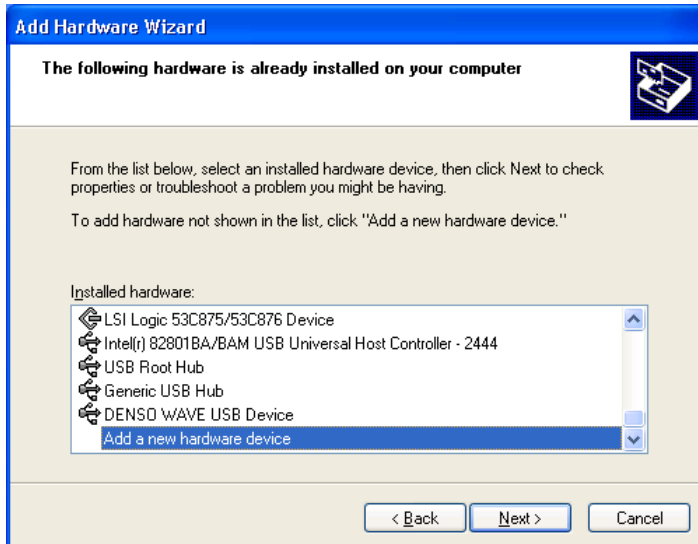 Add Hardware Wizard
The following hardware is already installed on your computer
From the list below, select an installed hardware device, then click Next to check
properties or troubleshoot a problem you might be having.
To add hardware not shown in the list, click "Add a new hardware device."
Installed hardware:
LSI Logic 53C875/53C876 Device
Intel(r) 82801BA/BAM USB Universal Host Controller - 2444
USB Root Hub
Generic USB Hub
DENSO WAVE USB Device
Add a new hardware device
< Back Next > Cancel